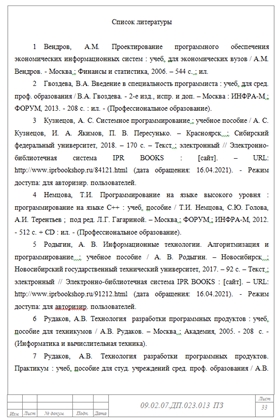 Список литературы
1 Вендров, А.М. Проектирование программного обеспечения
экономических информационных систем : учеб, для экономических вузов / А.М.
Вендров. - Москва : Финансы и статистика, 2006. – 544 с.; ил.
2 Гвоздева, В.А. Введение в специальность программиста : учеб, для сред.
проф. образования / В.А. Гвоздева. - 2-е изд., испр. и доп. – Москва : ИНФРА-М,:
ФОРУМ, 2013. - 208 с. : ил. - (Профессиональное образование).
3 Кузнецов, А. С. Системное программирование : учебное пособие / А. С.
Кузнецов, И. А. Якимов, П. В. Пересунько. – Красноярск : Сибирский
федеральный университет, 2018. – 170 с. – Текст : электронный // Электронно-
библиотечная система IPR BOOKS : [сайт]. – URL:
http://www.iprbookshop.ru/84121.html (дата обращения: 16.04.2021). - Режим
доступа: для авторизир. пользователей.
4 Немцова, Т.И. Программирование на языке высокого уровня :
программирование на языке С++ : учеб, пособие / Т.И. Немцова, С.Ю. Голова,
А.И. Терентьев ; под ред. Л.Г. Гагариной. – Москва : ФОРУМ : ИНФРА-М, 2012.
- 512 с. + CD : ил. - (Профессиональное образование).
5 Родыгин, А. В. Информационные технологии. Алгоритмизация и
программирование : учебное пособие / А. В. Родыгин. – Новосибирск :
Новосибирский государственный технический университет, 2017. – 92 с. – Текст :
электронный // Электронно-библиотечная система IPR BOOKS : [сайт]. – URL:
http://www.iprbookshop.ru/91212.html (дата обращения: 16.04.2021). - Режим
доступа: для авторизир. пользователей.
6 Рудаков, А.В. Технология разработки программных продуктов : учеб,
пособие для техникумов / А.В. Рудаков. – Москва : Академия, 2005. - 208 с. -
(Информатика и вычислительная техника).
7 Рудаков, А.В. Технология разработки программных продуктов.
Практикум : учеб, пособие для студ. учреждений сред. проф. образования / А.В.
09.02.07.ДП.023.013 ПЗ
Лист
33
Изм. Лист № докум. Подп. Дата